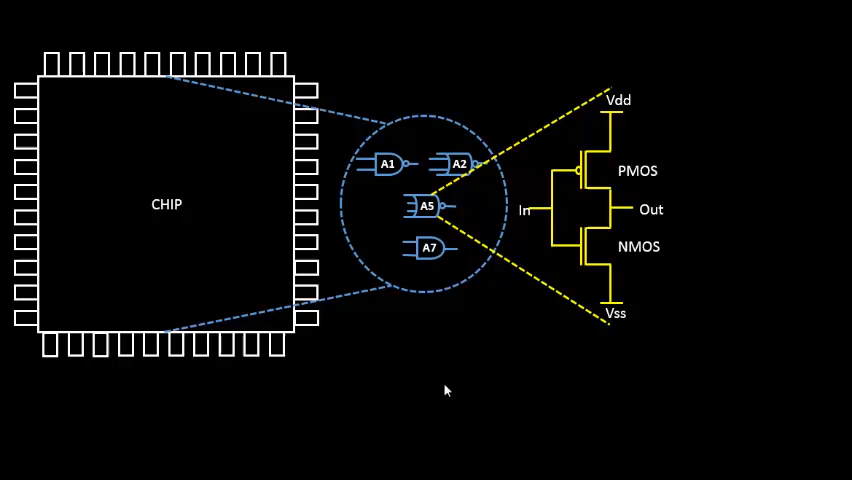 CHIP
A1
A2
A5
A7
Vdd
PMOS
In
Out
NMOS
Vss